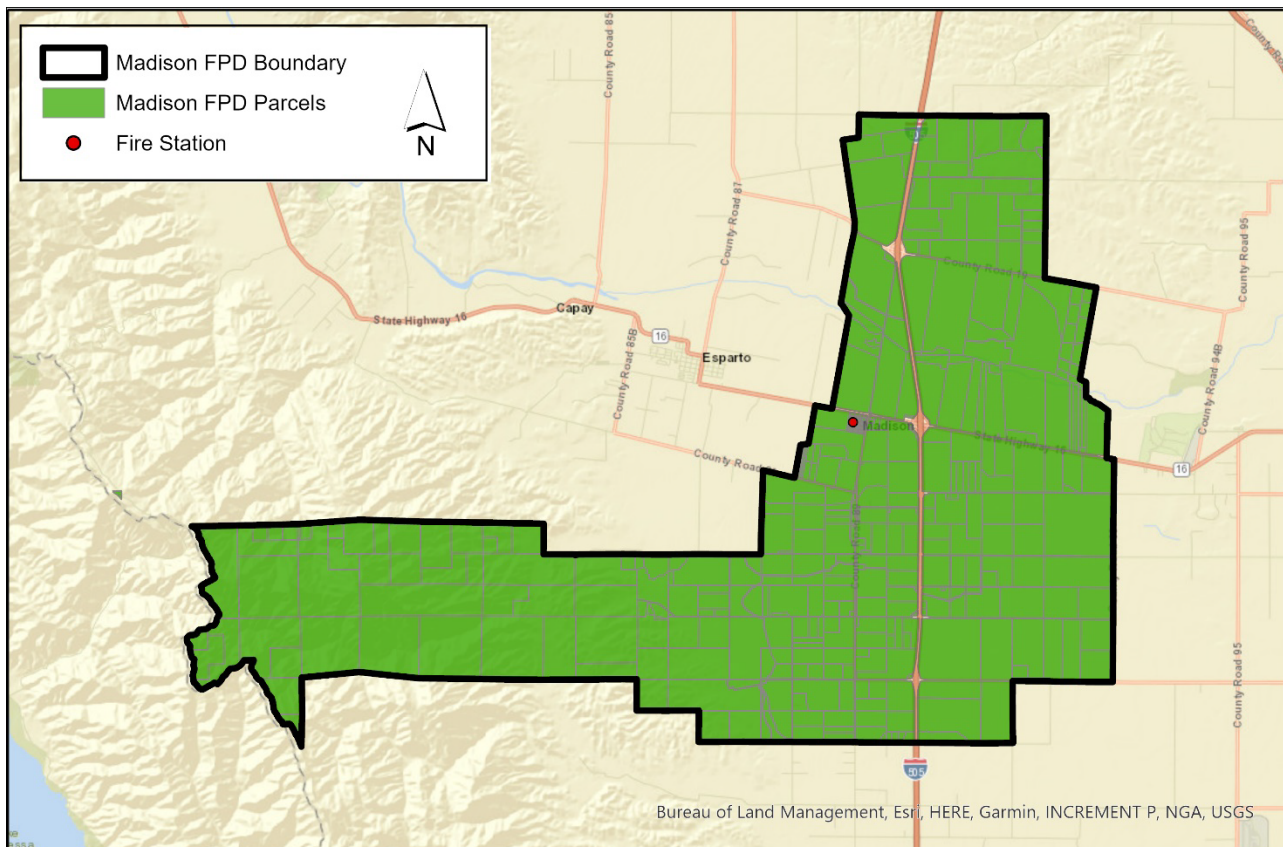 Madison FPD Boundary
Madison FPD Parcels
Fire Station
N
County Road 85
County Road 87
County Road 19
County Road 95
State Highway 16
Capay
16
Esparto
County Road 85B
County Road 94B
Madison
State Highway 16
16
County Road
County Road 89
County Road 95
505
Bureau of Land Management, Esri, HERE, Garmin, INCREMENT P, NGA, USGS